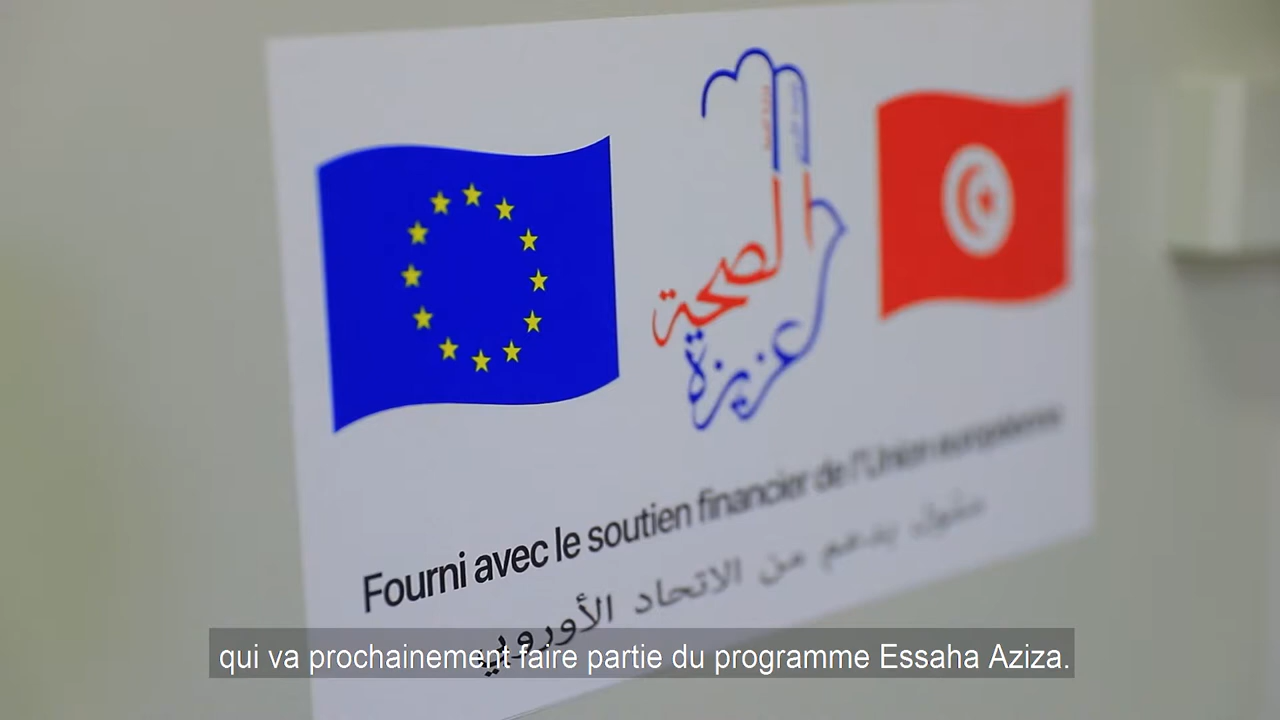 الصحة
عزيزة
Fourni avec le soutien financier de l'Union européenne
ممول بدعم من الاتحاد الأوروبي
qui va prochainement faire partie du programme Essaha Aziza.